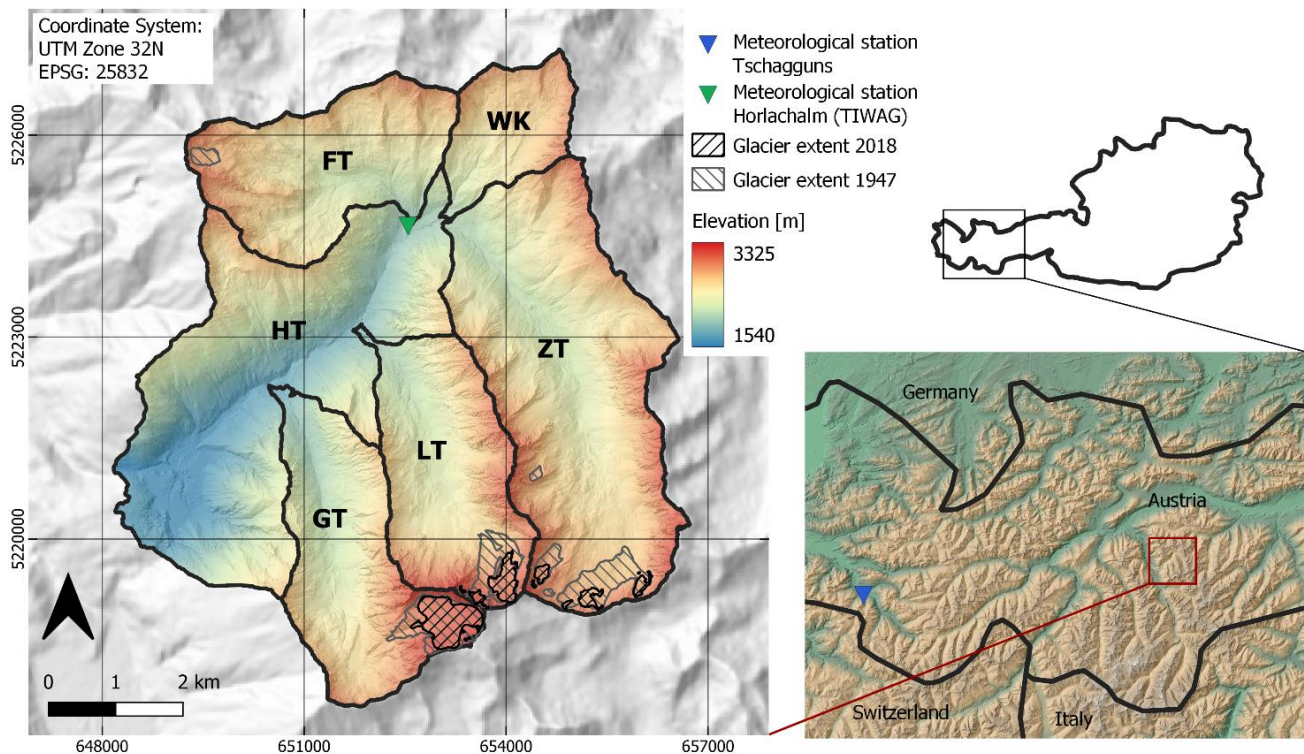 Coordinate System:
UTM Zone 32N
EPSG: 25832
5226000
5223000
5220000
WK
FT
HT
ZT
LT
GT
0 1 2 km
648000 651000 654000 657000
Meteorological station
Tschagguns
Meteorological station
Horlachalm (TIWAG)
Glacier extent 2018
Glacier extent 1947
Elevation [m]
3325
1540
Germany
Austria
Switzerland
Italy